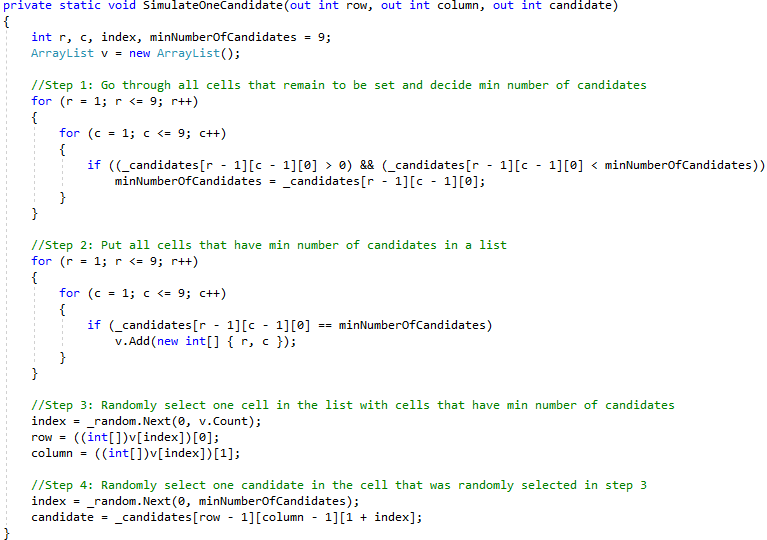 private static void SimulateOneCandidate(out int row, out int column, out int candidate)
{
    int r, c, index, minNumberOfCandidates = 9;
    ArrayList v = new ArrayList();

    //Step 1: Go through all cells that remain to be set and decide min number of candidates
    for (r = 1; r <= 9; r++)
    {
        for (c = 1; c <= 9; c++)
        {
            if ((_candidates[r - 1][c - 1][0] > 0) && (_candidates[r - 1][c - 1][0] < minNumberOfCandidates))
                minNumberOfCandidates = _candidates[r - 1][c - 1][0];
        }
    }

    //Step 2: Put all cells that have min number of candidates in a list
    for (r = 1; r <= 9; r++)
    {
        for (c = 1; c <= 9; c++)
        {
            if (_candidates[r - 1][c - 1][0] == minNumberOfCandidates)
                v.Add(new int[] { r, c });
        }
    }

    //Step 3: Randomly select one cell in the list with cells that have min number of candidates
    index = _random.Next(0, v.Count);
    row = ((int[])v[index])[0];
    column = ((int[])v[index])[1];

    //Step 4: Randomly select one candidate in the cell that was randomly selected in step 3
    index = _random.Next(0, minNumberOfCandidates);
    candidate = _candidates[row - 1][column - 1][1 + index];
}